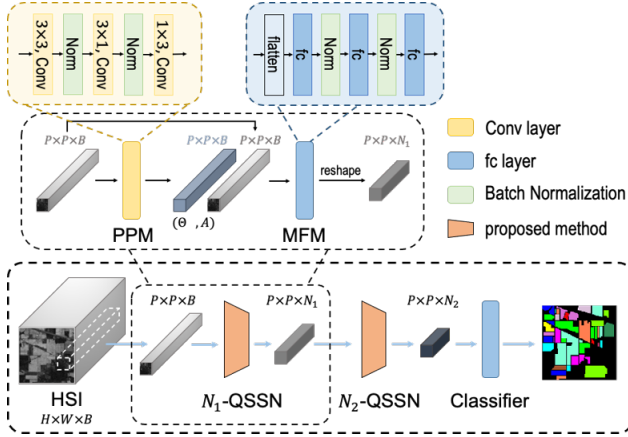 3×3, Conv
Norm
3×1, Conv
Norm
1×3, Conv
flatten
fc
Norm
fc
Norm
fc
P×P×B
P×P×B
P×P×B
P×P×N₁
reshape
(Θ , A)
PPM
MFM
Conv layer
fc layer
Batch Normalization
proposed method
P×P×B
P×P×N₁
P×P×N₂
HSI
N₁-QSSN
N₂-QSSN
Classifier
H×W×B